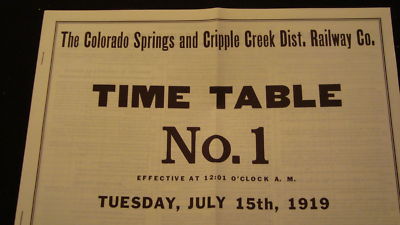 The Colorado Springs and Cripple Creek Dist. Railway Co.
TIME TABLE
No. 1
EFFECTIVE AT 12:01 O'CLOCK A. M.
TUESDAY, JULY 15th, 1919